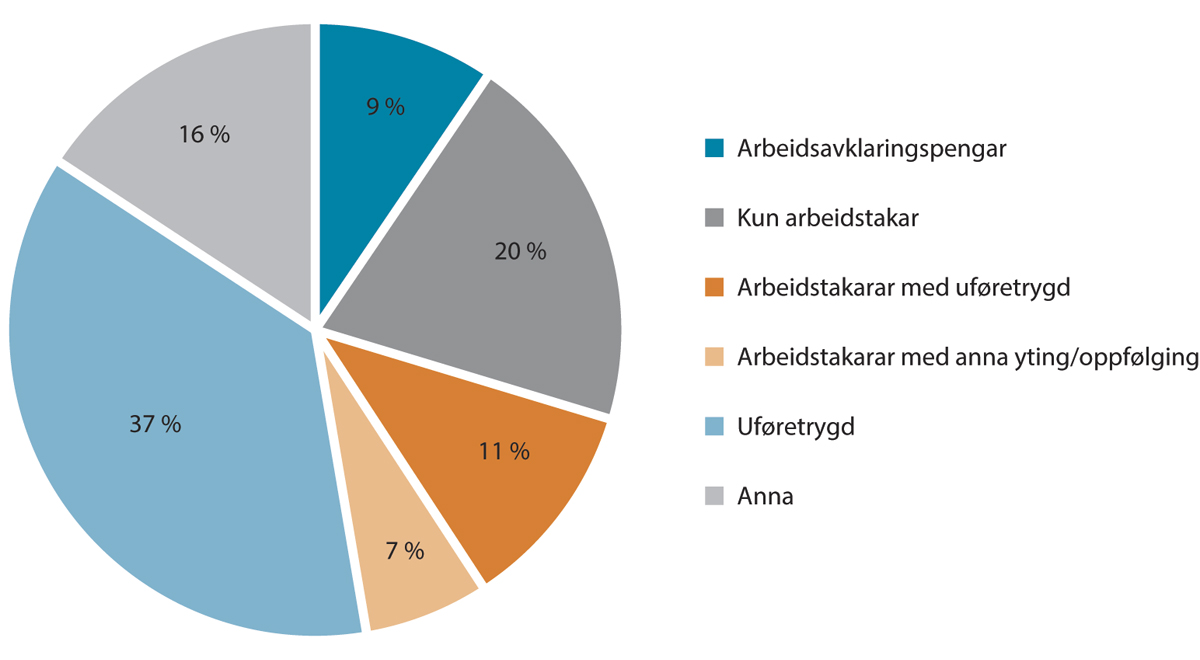 9 %
16 %
20 %
37 %
11 %
7 %
Arbeidsavklaringspengar
Kun arbeidstakar
Arbeidstakarar med uføretrygd
Arbeidstakarar med anna yting/oppfølging
Uføretrygd
Anna